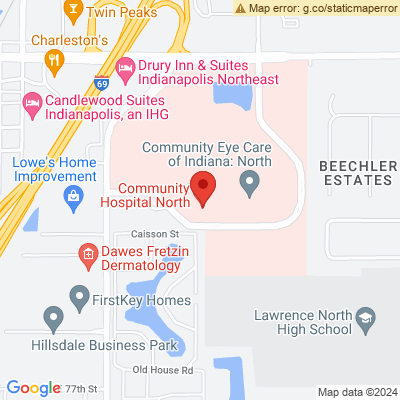 Map error: g.co/staticmaperror
Twin Peaks
Charleston's
Drury Inn & Suites
Indianapolis Northeast
69
Candlewood Suites
Indianapolis, an IHG
Community Eye Care
of Indiana: North
BEECHLER
ESTATES
Lowe's Home
Improvement
Community
Hospital North
Caisson St
Dawes Fretzin
Dermatology
FirstKey Homes
Lawrence North
High School
Hillsdale Business Park
Old House Rd
Google
77th St
Map data ©2024